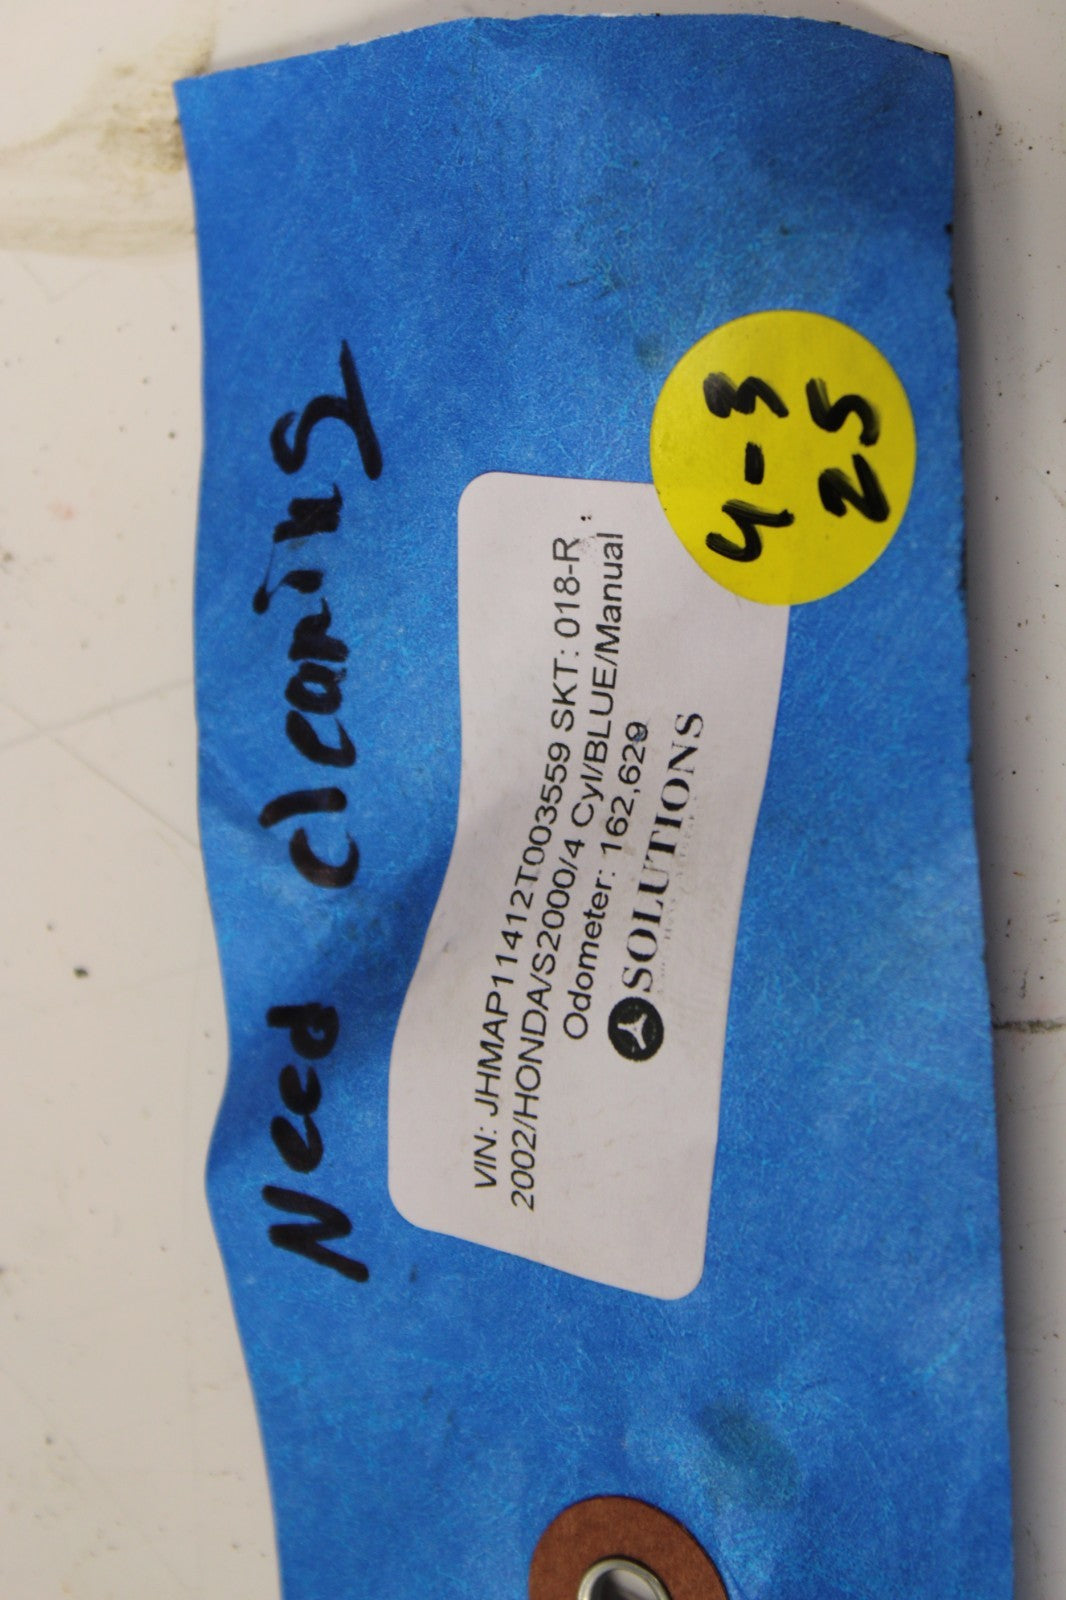 Need cleaning
VIN: JHMAP11412T003559 SKT: 018-R
2002/HONDA/S2000/4 Cyl/BLUE/Manual
Odometer: 162,629
SOLUTIONS
4-3
25